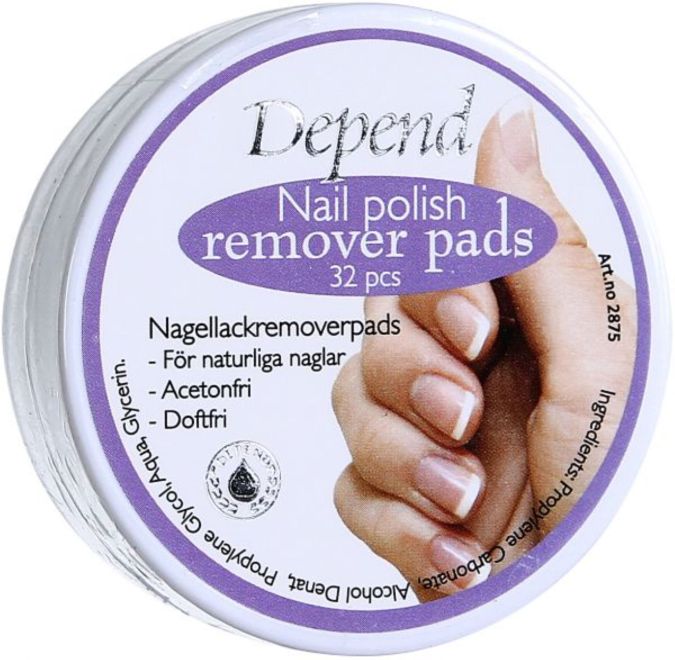 Depend
Nail polish
remover pads
32 pcs
Nagellackremoverpads
- För naturliga naglar
- Acetonfri
- Doftfri
Art.no 2875
Ingredients: Propylene Carbonate, Alcohol Denat, Propylene Glycol, Aqua, Glycerin.